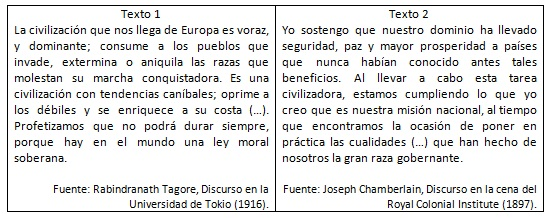 Texto 1
La civilización que nos llega de Europa es voraz,
y dominante; consume a los pueblos que
invade, extermina o aniquila las razas que
molestan su marcha conquistadora. Es una
civilización con tendencias caníbales; oprime a
los débiles y se enriquece a su costa (…).
Profetizamos que no podrá durar siempre,
porque hay en el mundo una ley moral
soberana.
Fuente: Rabindranath Tagore, Discurso en la
Universidad de Tokio (1916).
Texto 2
Yo sostengo que nuestro dominio ha llevado
seguridad, paz y mayor prosperidad a países
que nunca habían conocido antes tales
beneficios. Al llevar a cabo esta tarea
civilizadora, estamos cumpliendo lo que yo
creo que es nuestra misión nacional, al tiempo
que encontramos la ocasión de poner en
práctica las cualidades (…) que han hecho de
nosotros la gran raza gobernante.
Fuente: Joseph Chamberlain, Discurso en la cena del
Royal Colonial Institute (1897).